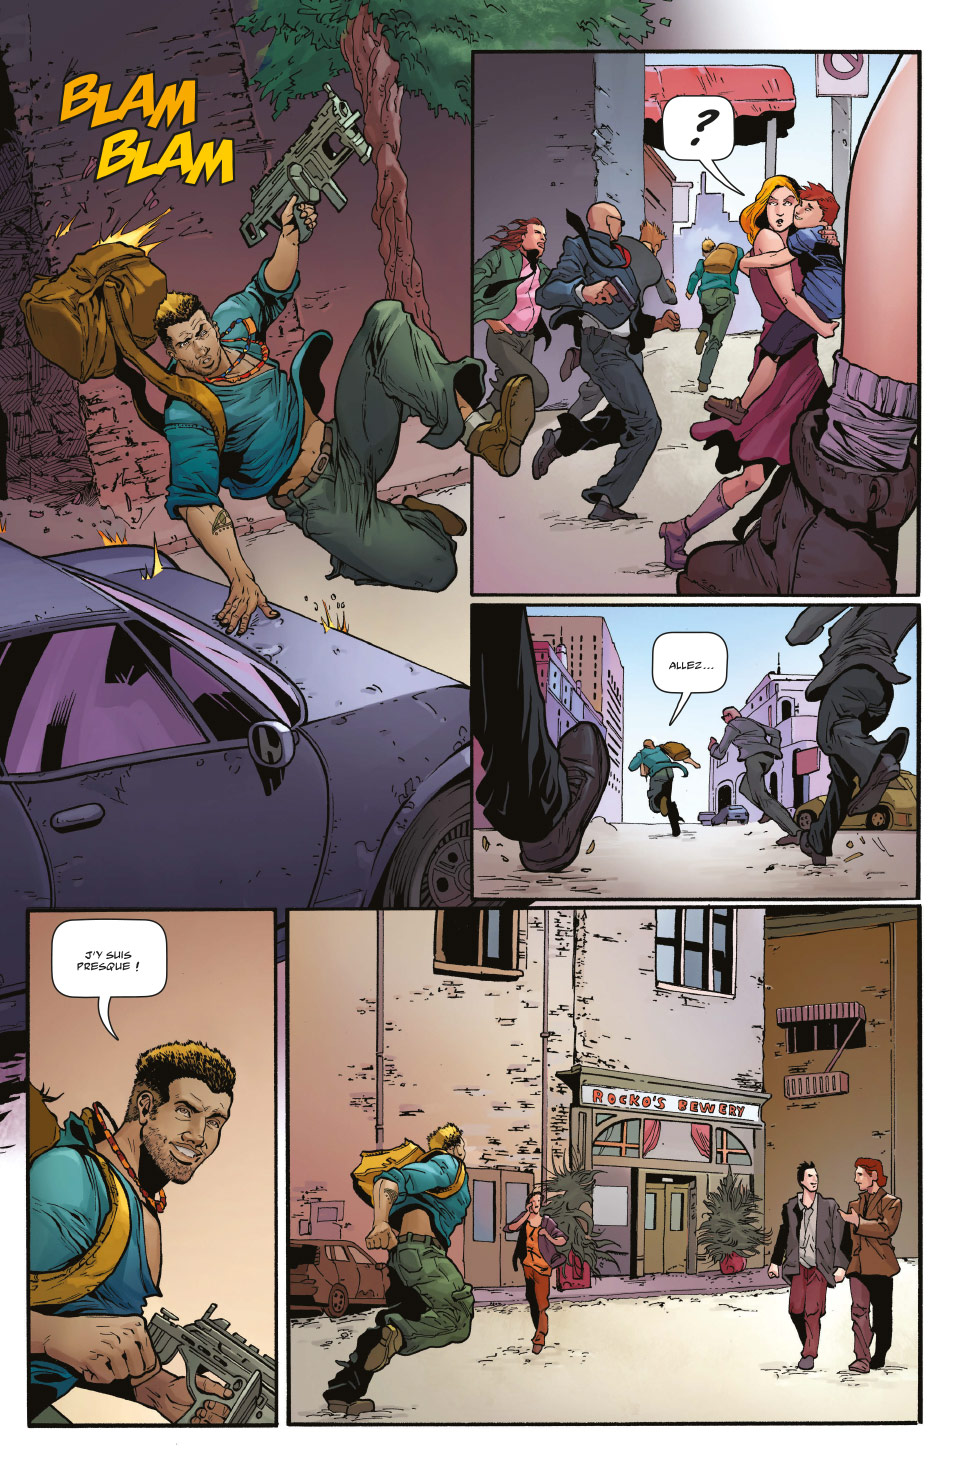 BLAM
BLAM
?
ALLEZ...
J'Y SUIS
PRESQUE !
ROCKO'S BEWERY